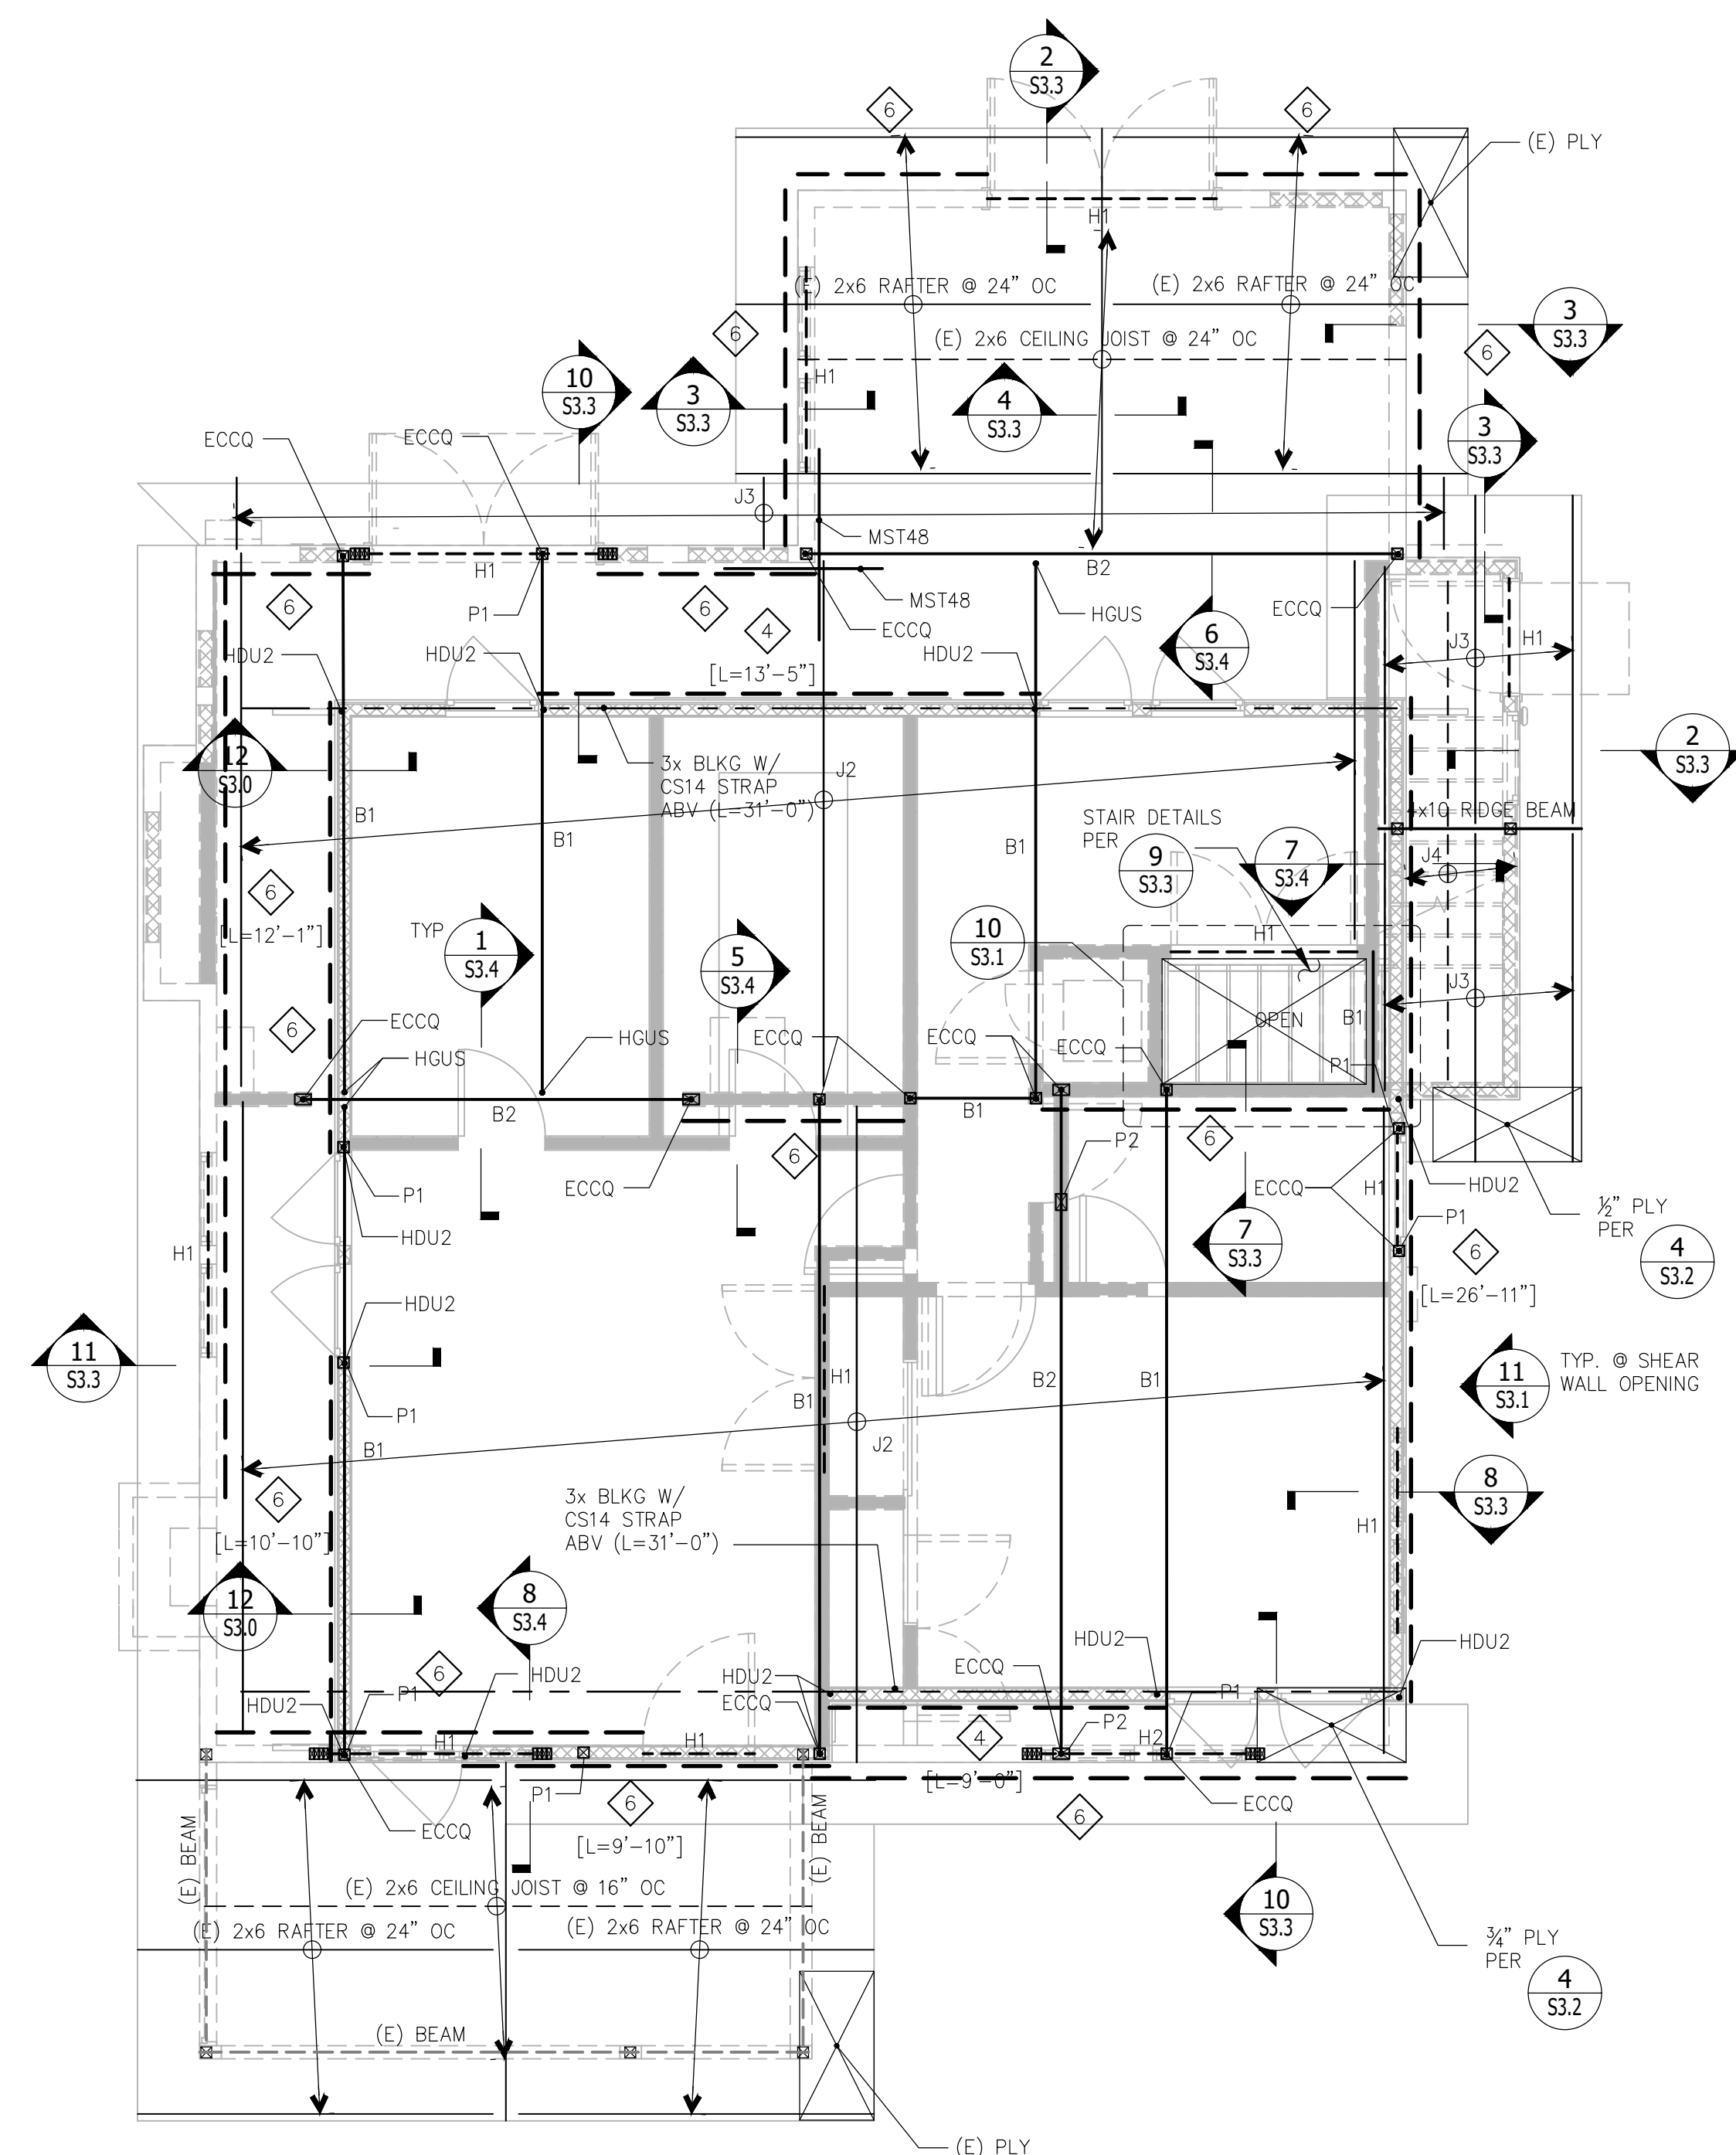 2
S3.3
6
6
(E) PLY
H1
(E) 2x6 RAFTER @ 24" OC
(E) 2x6 RAFTER @ 24" OC
3
S3.3
6
(E) 2x6 CEILING JOIST @ 24" OC
6
10
S3.3
3
S3.3
H1
4
S3.3
3
S3.3
ECCQ
ECCQ
J3
MST48
H1
B2
MST48
HGUS
ECCQ
6
P1
6
4
ECCQ
6
S3.4
J3
H1
HDU2
HDU2
[L=13'-5"]
HDU2
12
S3.0
3x BLKG W/
CS14 STRAP
ABV (L=31'-0")
J2
2
S3.3
B1
B1
STAIR DETAILS
PER
4x10 RIDGE BEAM
B1
9
S3.3
7
S3.4
J4
6
[L=12'-1"]
TYP
1
S3.4
5
S3.4
10
S3.1
H1
J3
6
ECCQ
HGUS
HGUS
ECCQ
ECCQ
ECCQ
OPEN
B1
P1
B2
B1
6
P2
6
ECCQ
P1
ECCQ
H1
HDU2
½" PLY
PER
4
S3.2
HDU2
H1
7
S3.3
P1
6
[L=26'-11"]
HDU2
11
S3.3
11
S3.1
TYP. @ SHEAR
WALL OPENING
H1
B1
B2
B1
P1
B1
J2
6
3x BLKG W/
CS14 STRAP
ABV (L=31'-0")
8
S3.3
H1
[L=10'-10"]
12
S3.0
8
S3.4
HDU2
HDU2
6
HDU2
HDU2
ECCQ
HDU2
P1
ECCQ
P1
H1
H1
P2
4
H2
[L=9'-0"]
P1
6
ECCQ
6
ECCQ
(E) BEAM
(E) BEAM
[L=9'-10"]
(E) 2x6 CEILING JOIST @ 16" OC
(E) 2x6 RAFTER @ 24" OC
(E) 2x6 RAFTER @ 24" OC
10
S3.3
¾" PLY
PER
4
S3.2
(E) BEAM
(E) PLY